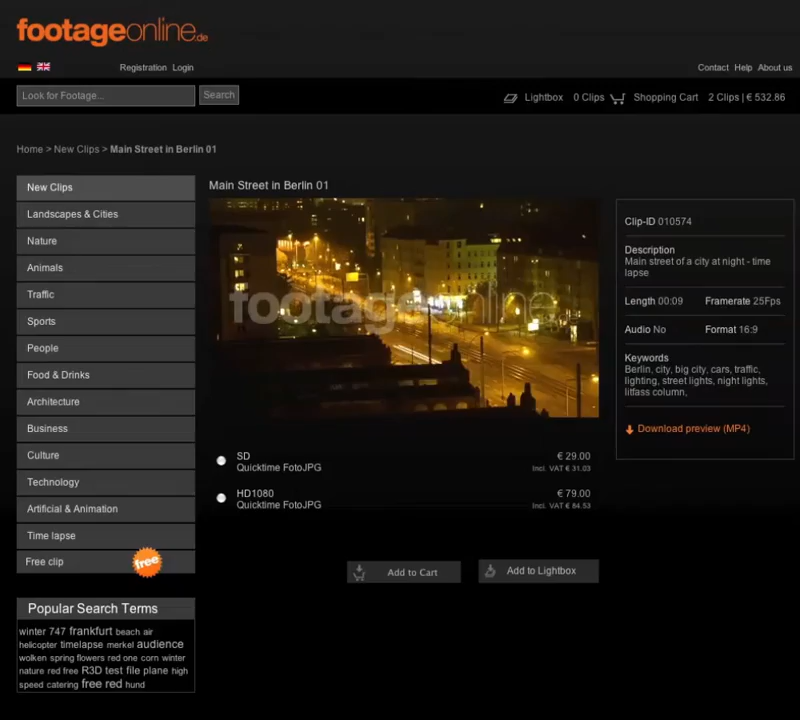 footageonline.de
Registration Login
Contact Help About us
Look for Footage...
Search
Lightbox 0 Clips
Shopping Cart 2 Clips | € 532.86
Home > New Clips > Main Street in Berlin 01
New Clips
Landscapes & Cities
Nature
Animals
Traffic
Sports
People
Food & Drinks
Architecture
Business
Culture
Technology
Artificial & Animation
Time lapse
Free clip
free
Popular Search Terms
winter 747 frankfurt beach air
helicopter timelapse merkel audience
wolken spring flowers red one corn winter
nature red free R3D test file plane high
speed catering free red hund
Main Street in Berlin 01
footageonline
SD
Quicktime FotoJPG
€ 29.00
Incl. VAT € 31.03
HD1080
Quicktime FotoJPG
€ 79.00
Incl. VAT € 84.53
Add to Cart
Add to Lightbox
Clip-ID 010574
Description
Main street of a city at night - time
lapse
Length 00:09 Framerate 25Fps
Audio No Format 16:9
Keywords
Berlin, city, big city, cars, traffic,
lighting, street lights, night lights,
litfass column,
Download preview (MP4)